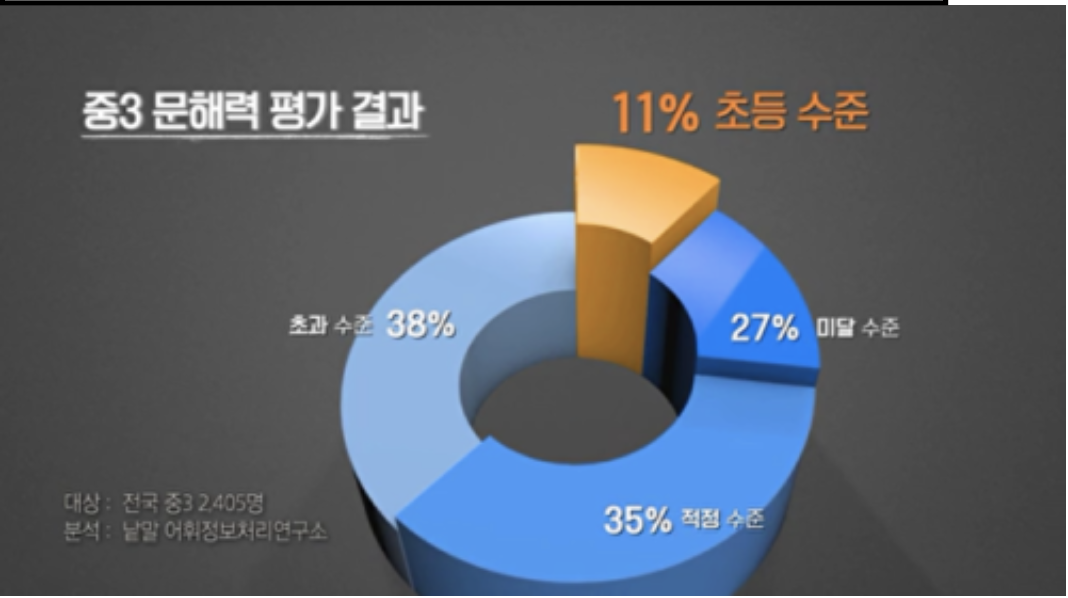 중3 문해력 평가 결과
11% 초등 수준
초과 수준 38%
27% 미달 수준
35% 적정 수준
대상 : 전국 중3 2,405명
분석 : 낱말 어휘정보처리연구소